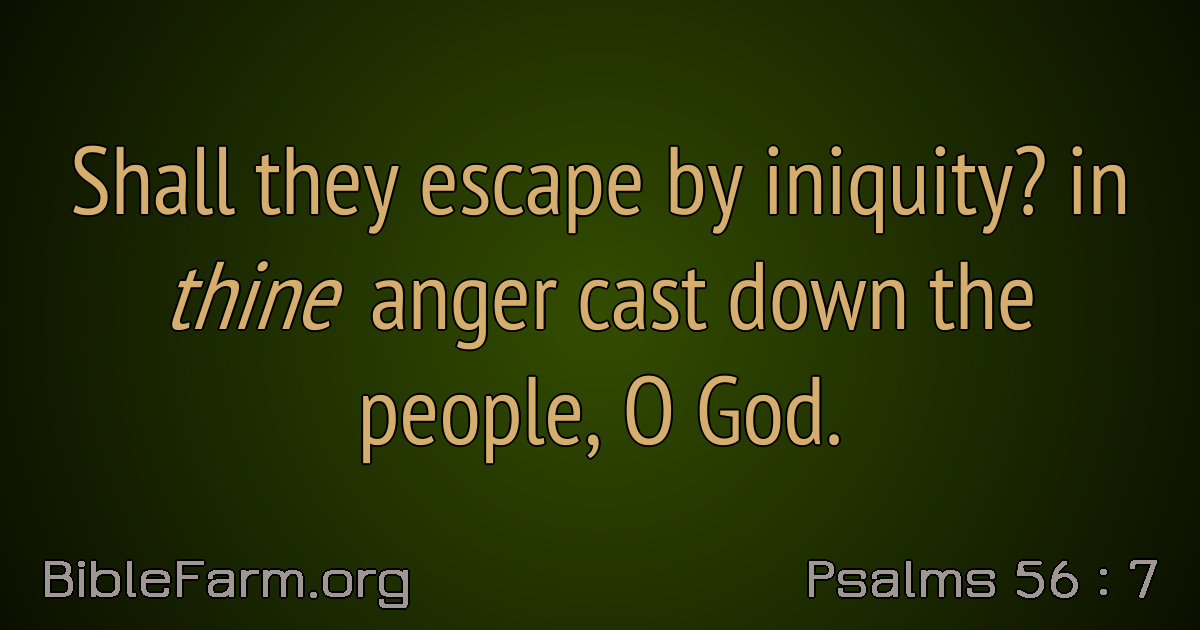 Shall they escape by iniquity? in
thine anger cast down the
people, O God.
BibleFarm.org
Psalms 56 : 7